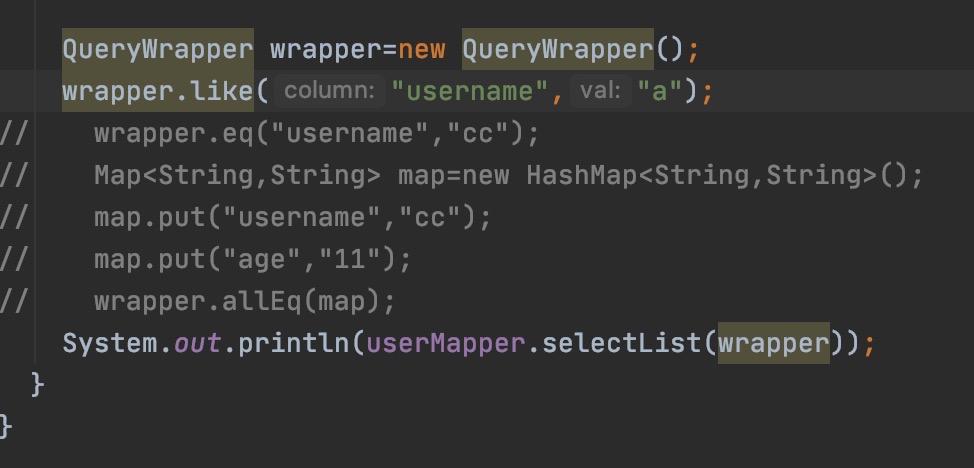 QueryWrapper wrapper=new QueryWrapper();
wrapper.like( column: "username", val: "a");
//    wrapper.eq("username","cc");
//    Map<String,String> map=new HashMap<String,String>();
//    map.put("username","cc");
//    map.put("age","11");
//    wrapper.allEq(map);
System.out.println(userMapper.selectList(wrapper));
}
}